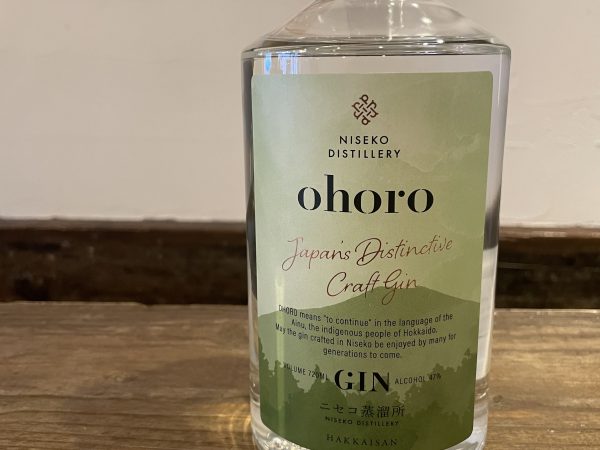 NISEKO
DISTILLERY
ohoro
Japan's Distinctive
Craft Gin
OHORO means "to continue" in the language of the
Ainu, the indigenous people of Hokkaido.
May the gin crafted in Niseko be enjoyed by many for
generations to come.
VOLUME 720ML GIN ALCOHOL 47%
ニセコ蒸溜所
NISEKO DISTILLERY
HAKKAISAN